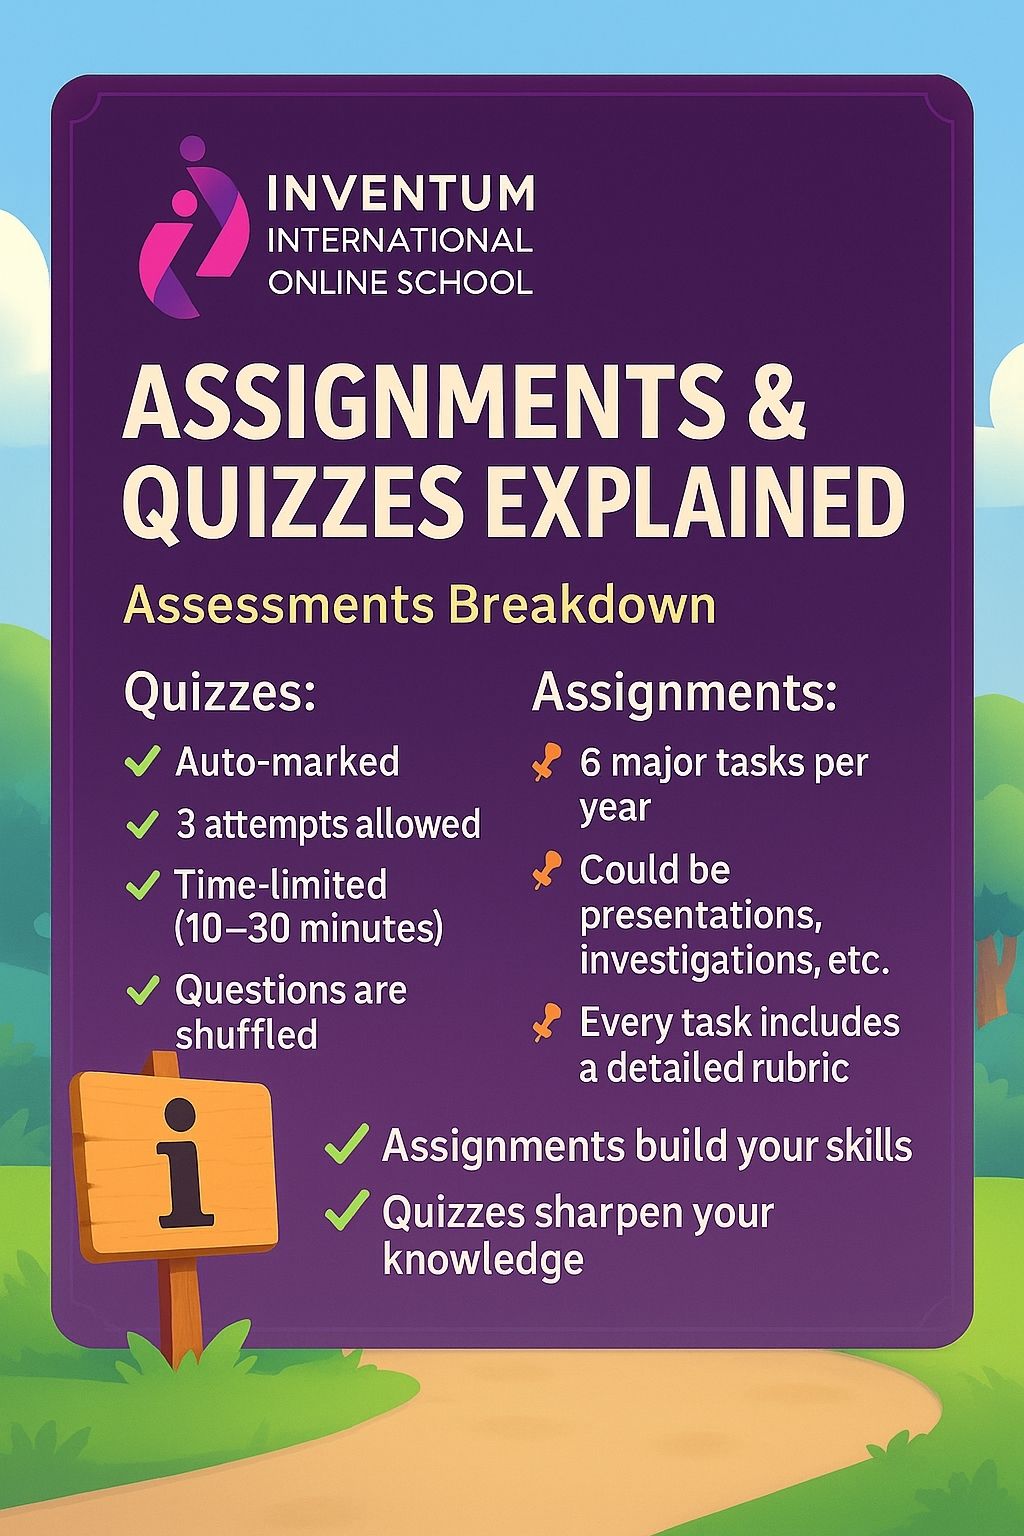 INVENTUM
INTERNATIONAL
ONLINE SCHOOL
ASSIGNMENTS &
QUIZZES EXPLAINED
Assessments Breakdown
Quizzes:
Auto-marked
3 attempts allowed
Time-limited
(10–30 minutes)
Questions are
shuffled
Assignments:
6 major tasks per
year
Could be
presentations,
investigations, etc.
Every task includes
a detailed rubric
i
Assignments build your skills
Quizzes sharpen your
knowledge